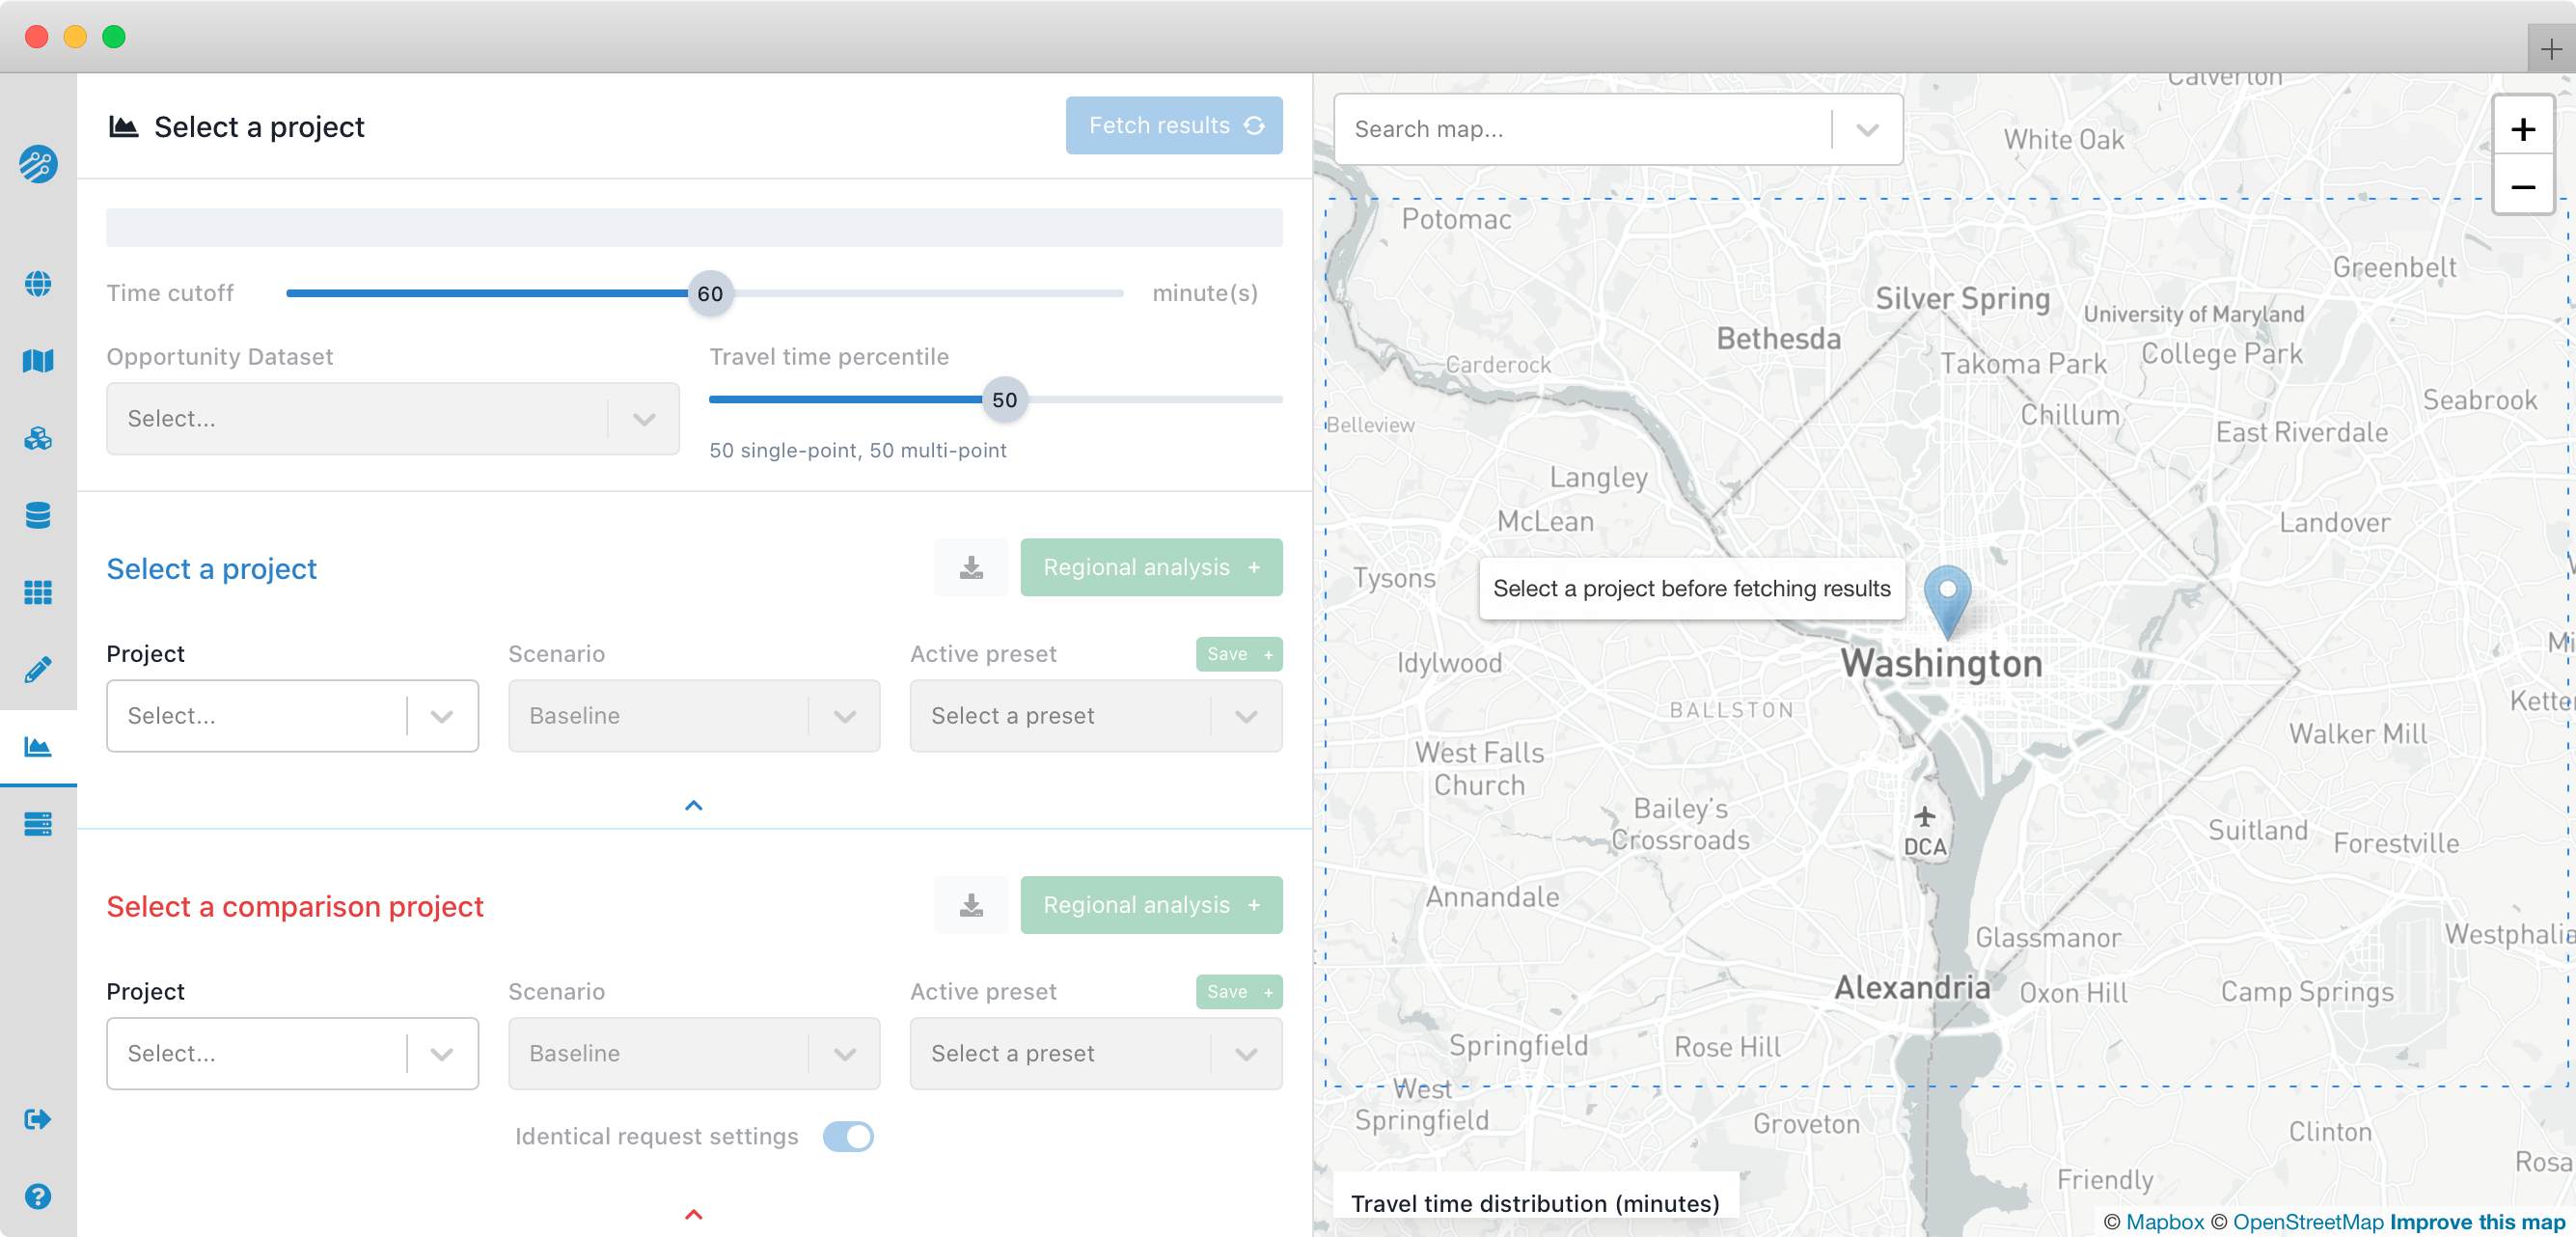 Select a project
Fetch results
Time cutoff
60
minute(s)
Opportunity Dataset
Select...
Travel time percentile
50
50 single-point, 50 multi-point
Select a project
Regional analysis +
Project
Select...
Scenario
Baseline
Active preset
Save +
Select a preset
Select a comparison project
Regional analysis +
Project
Select...
Scenario
Baseline
Active preset
Save +
Select a preset
Identical request settings
Search map...
+
−
Calverton
White Oak
Potomac
Greenbelt
Silver Spring
University of Maryland
Bethesda
Takoma Park
College Park
Carderock
Seabrook
Chillum
Belleview
East Riverdale
Langley
McLean
Landover
Tysons
Select a project before fetching results
Idylwood
Washington
BALLSTON
Walker Mill
West Falls
Church
Bailey's
Crossroads
DCA
Suitland
Forestville
Annandale
Glassmanor
Alexandria
Oxon Hill
Camp Springs
Springfield
Rose Hill
West
Springfield
Groveton
Clinton
Friendly
Travel time distribution (minutes)
© Mapbox © OpenStreetMap Improve this map